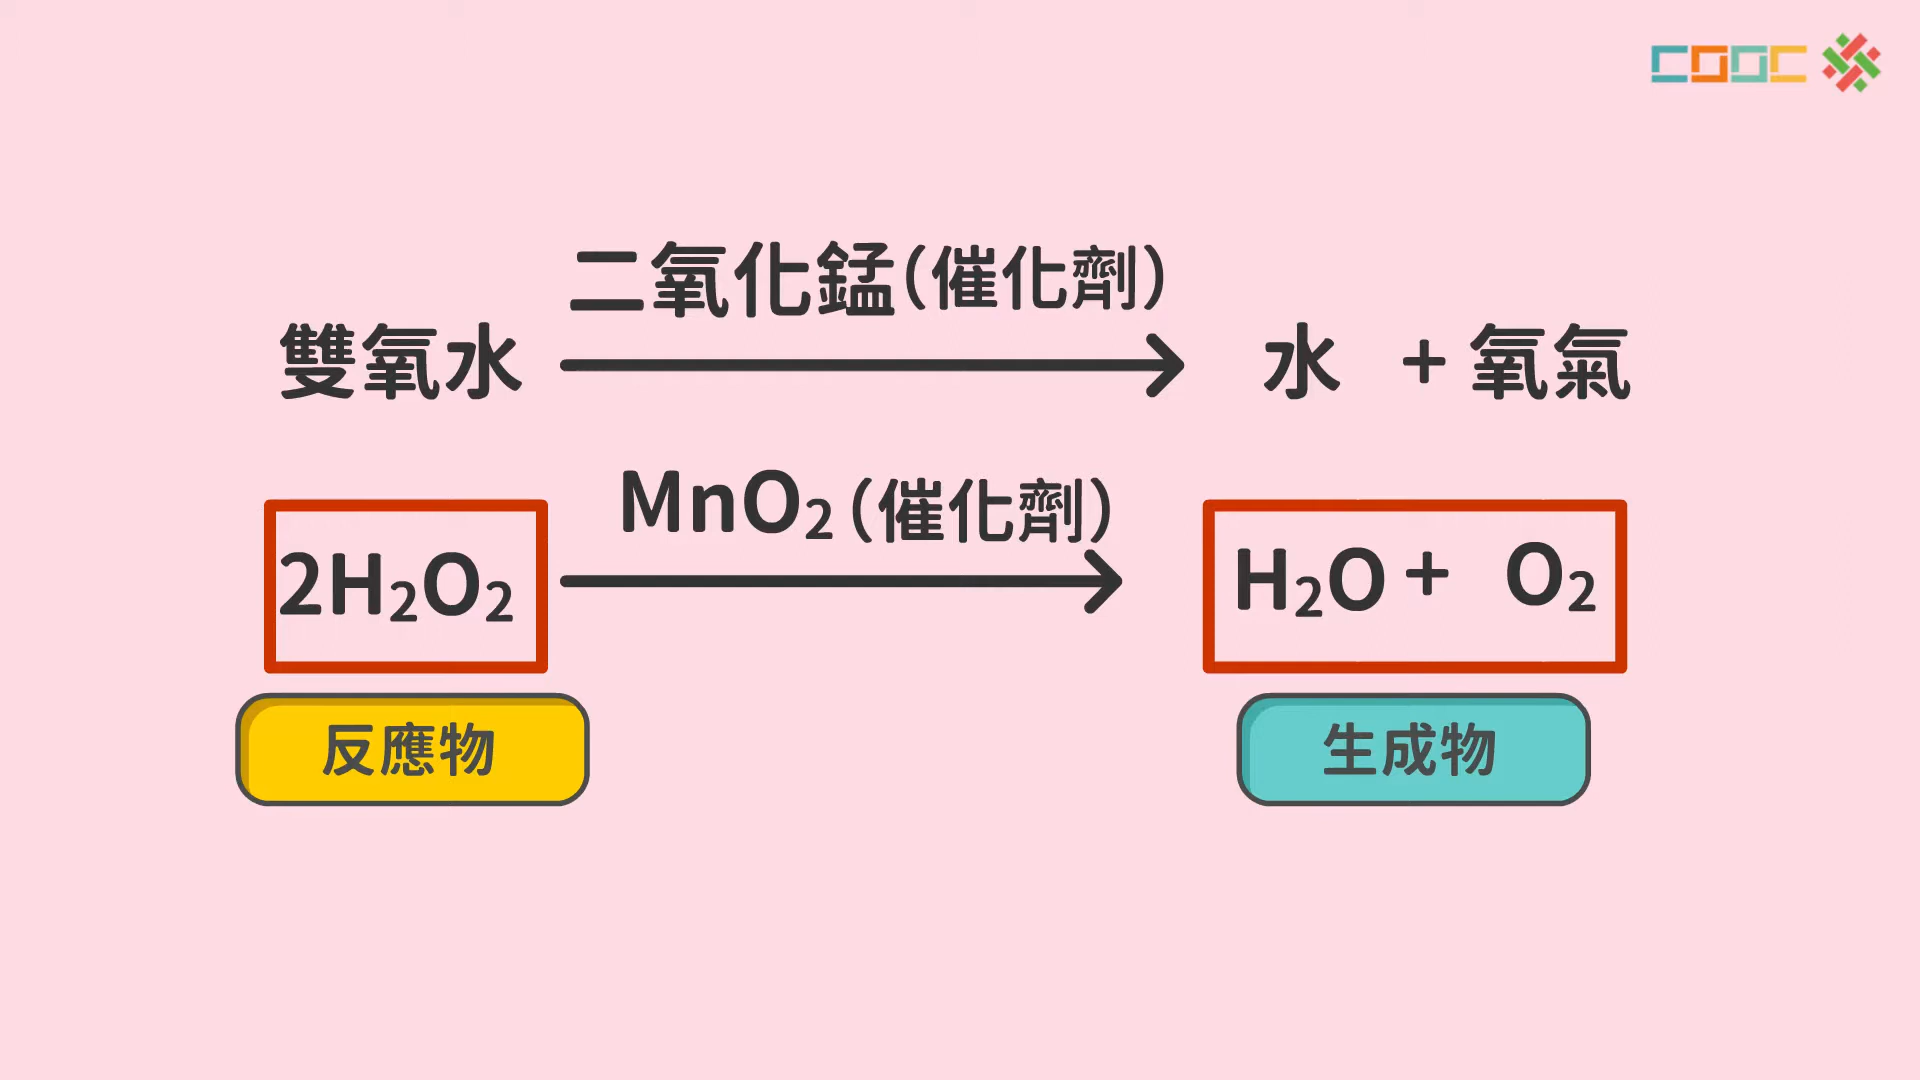 COOC
二氧化錳(催化劑)
雙氧水 → 水 + 氧氣
MnO₂(催化劑)
2H₂O₂ → H₂O + O₂
反應物 生成物